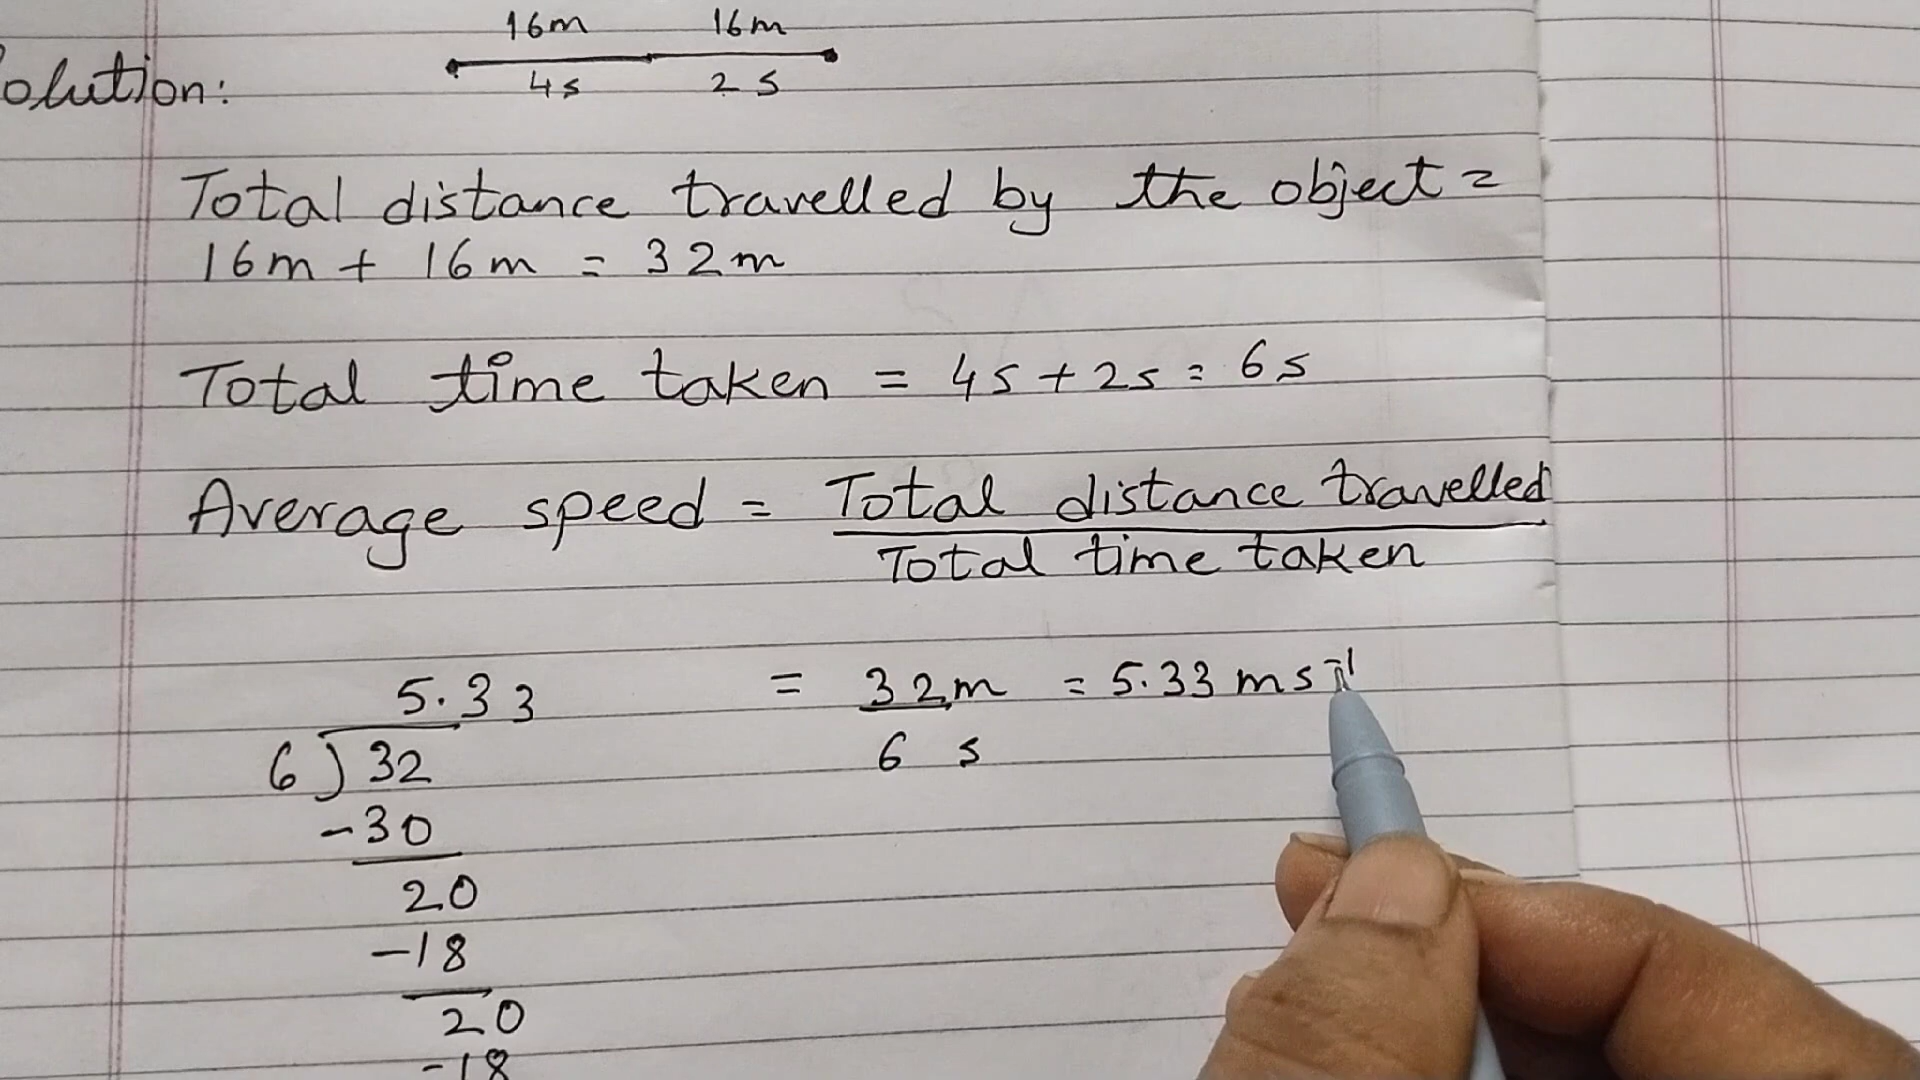 16m 16m
olution:
4s 2s
Total distance travelled by the object =
16m + 16m = 32m
Total time taken = 4s + 2s = 6s
Average speed = Total distance travelled
Total time taken
5.33
= 32m = 5.33 ms⁻¹
6 ) 32
6 s
-30
20
-18
20
-18